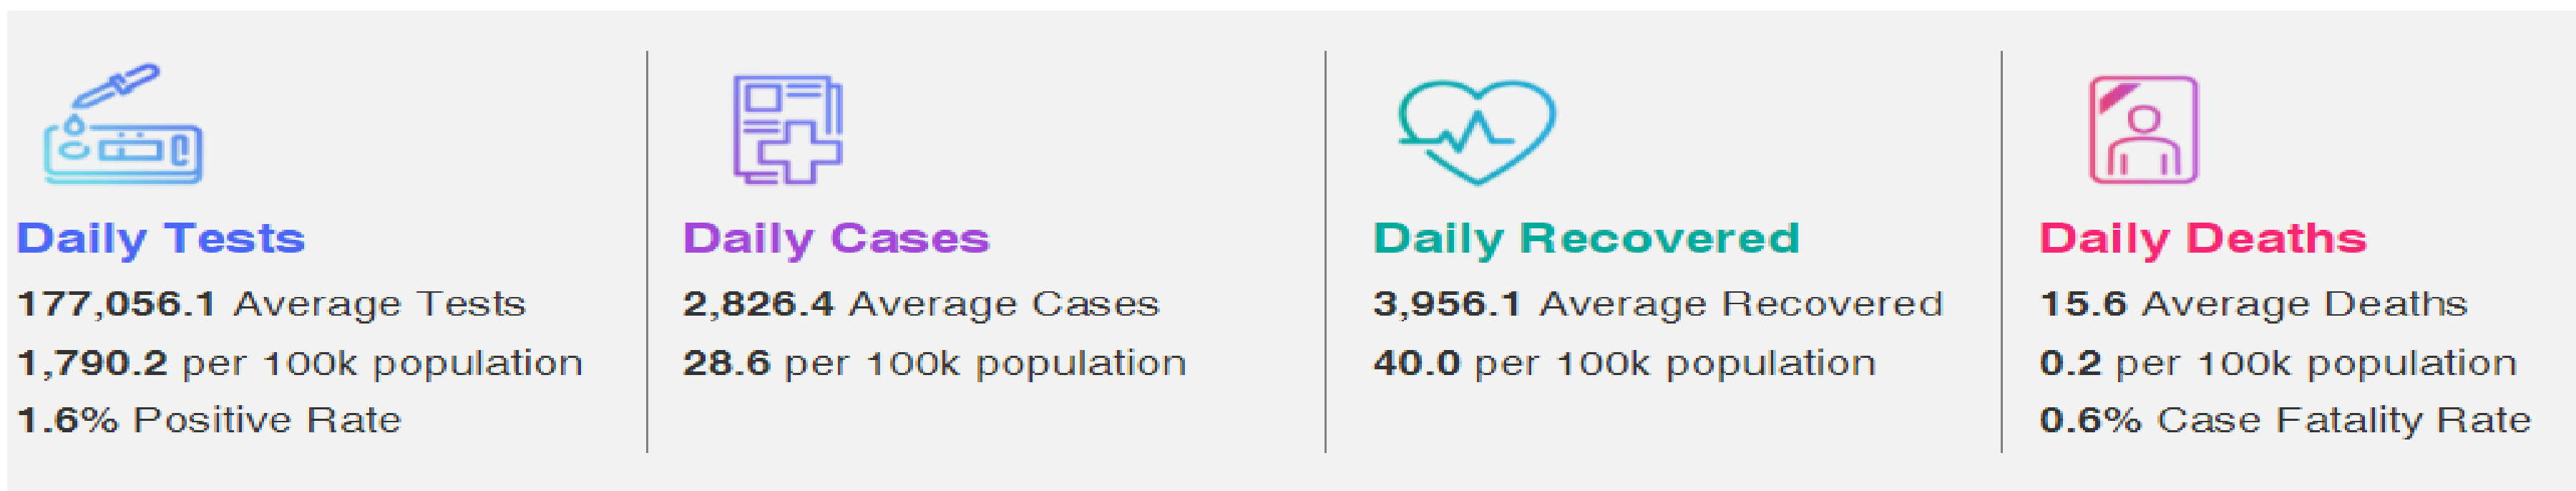 Daily Tests
177,056.1 Average Tests
1,790.2 per 100k population
1.6% Positive Rate
Daily Cases
2,826.4 Average Cases
28.6 per 100k population
Daily Recovered
3,956.1 Average Recovered
40.0 per 100k population
Daily Deaths
15.6 Average Deaths
0.2 per 100k population
0.6% Case Fatality Rate